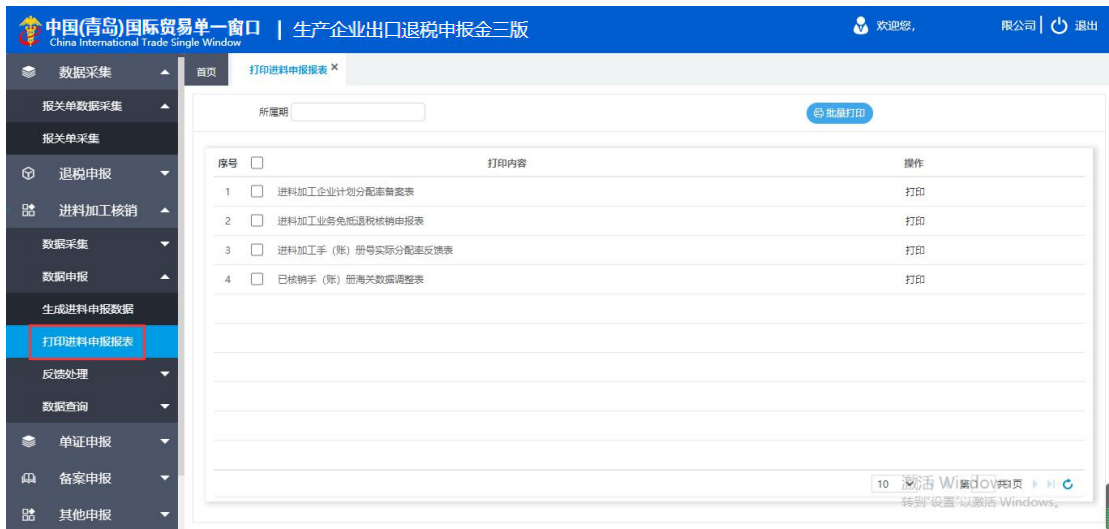 中国(青岛)国际贸易单一窗口 | 生产企业出口退税申报金三版
China International Trade Single Window
欢迎您,
限公司
退出
数据采集
报关单数据采集
报关单采集
退税申报
进料加工核销
数据采集
数据申报
生成进料申报数据
打印进料申报报表
反馈处理
数据查询
单证申报
备案申报
其他申报
首页
打印进料申报报表 ×
所属期
批量打印
序号 打印内容 操作
1 进料加工企业计划分配率备案表 打印
2 进料加工业务免抵退税核销申报表 打印
3 进料加工手（账）册号实际分配率反馈表 打印
4 已核销手（账）册海关数据调整表 打印
10 第 页
激活 Windows
转到"设置"以激活 Windows。